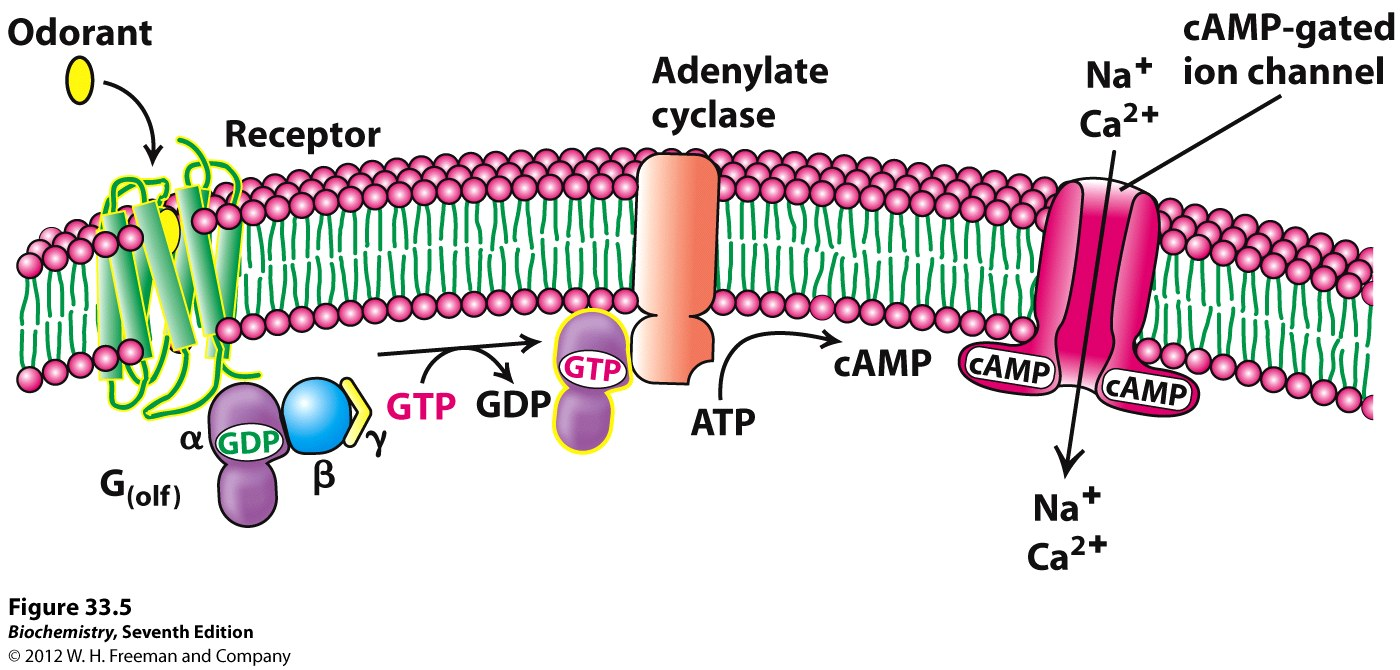 Odorant
Receptor
Adenylate
cyclase
Na+
Ca2+
cAMP-gated
ion channel
α
GDP
β
γ
G(olf)
GTP
GDP
GTP
ATP
cAMP
cAMP
cAMP
Na+
Ca2+
Figure 33.5
Biochemistry, Seventh Edition
© 2012 W. H. Freeman and Company